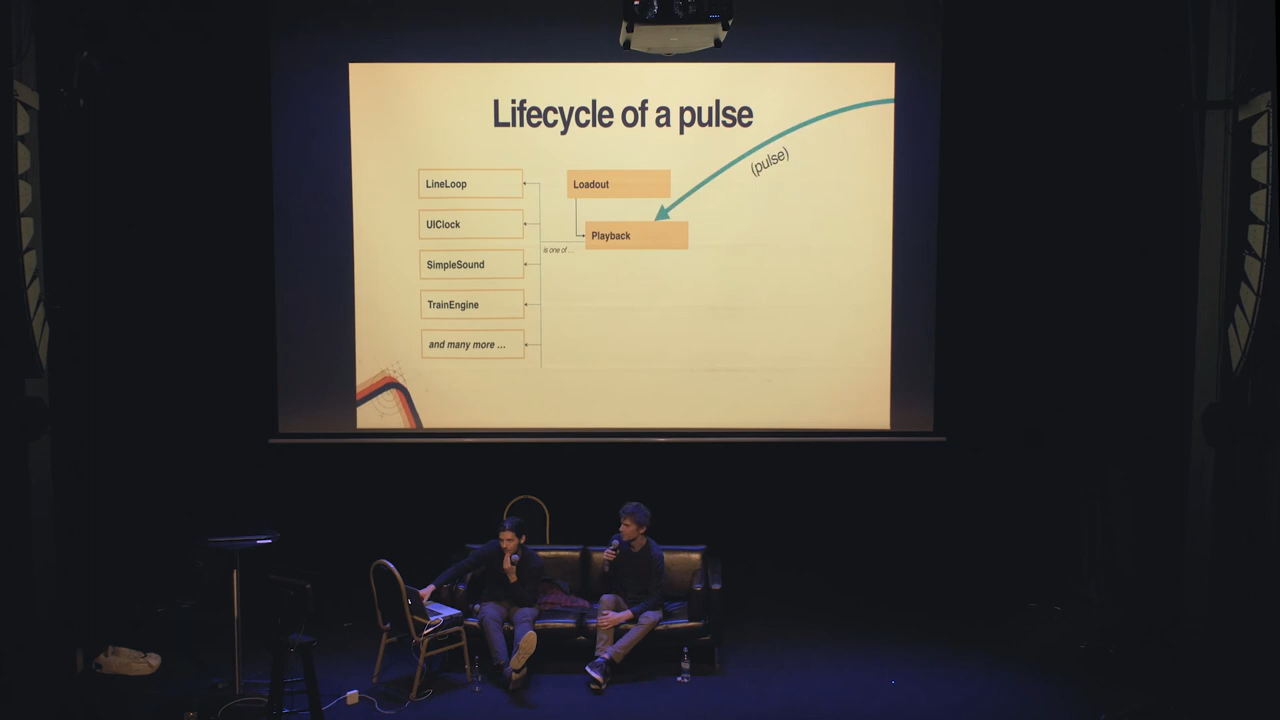 Lifecycle of a pulse
(pulse)
LineLoop
Loadout
UIClock
Playback
is one of ...
SimpleSound
TrainEngine
and many more ...